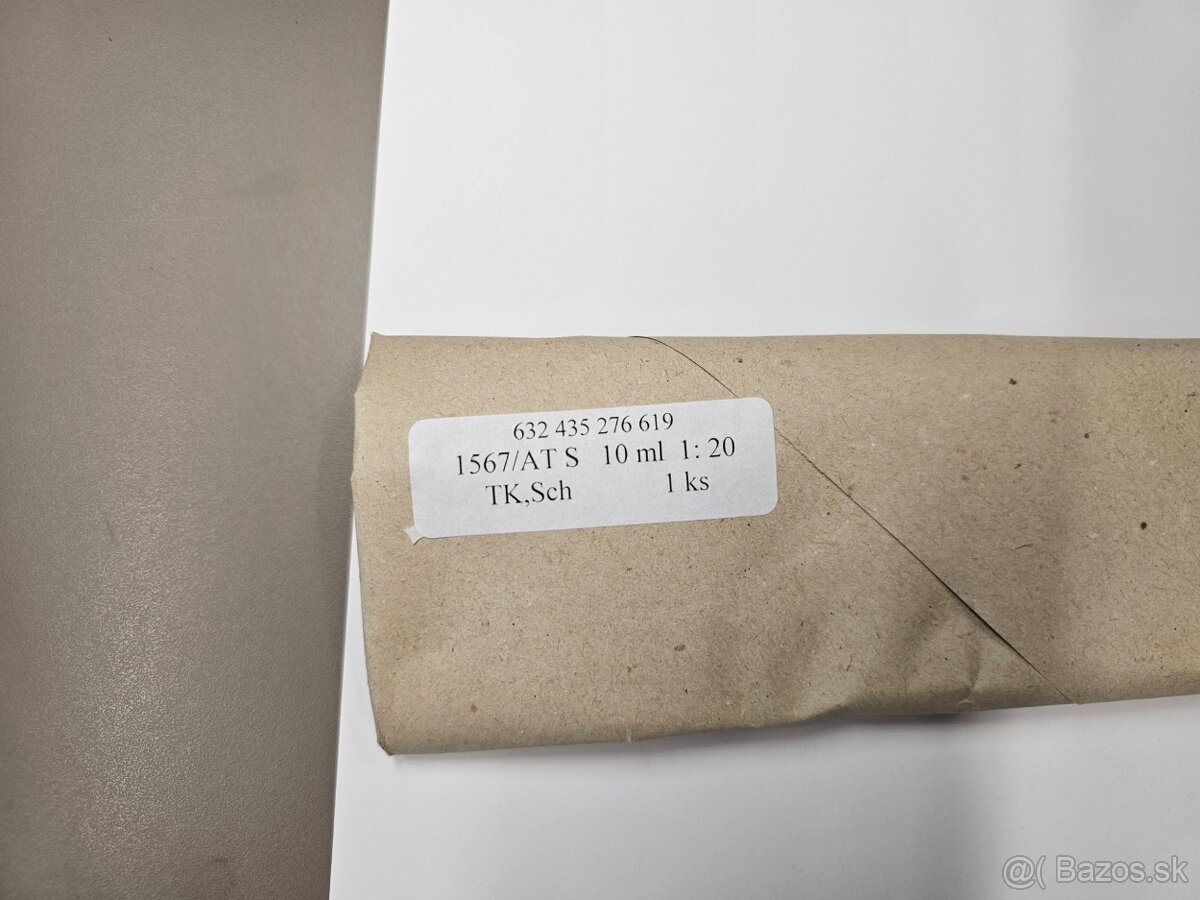 632 435 276 619
1567/AT S 10 ml 1: 20
TK,Sch 1 ks
@( Bazos.sk